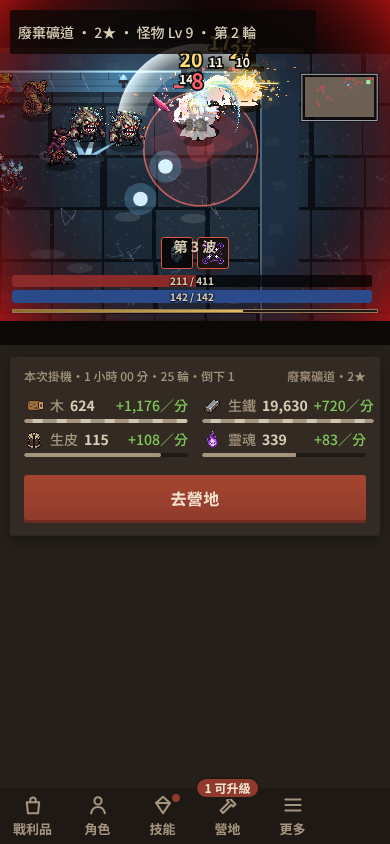 廢棄礦道 · 2★ · 怪物 Lv 9 · 第 2 輪
20 11 10
14 8
第 3 波
211 / 411
142 / 142
本次掛機 · 1 小時 00 分 · 25 輪 · 倒下 1 廢棄礦道 · 2★
木 624 +1,176／分 生鐵 19,630 +720／分
生皮 115 +108／分 靈魂 339 +83／分
去營地
1 可升級
戰利品 角色 技能 營地 更多